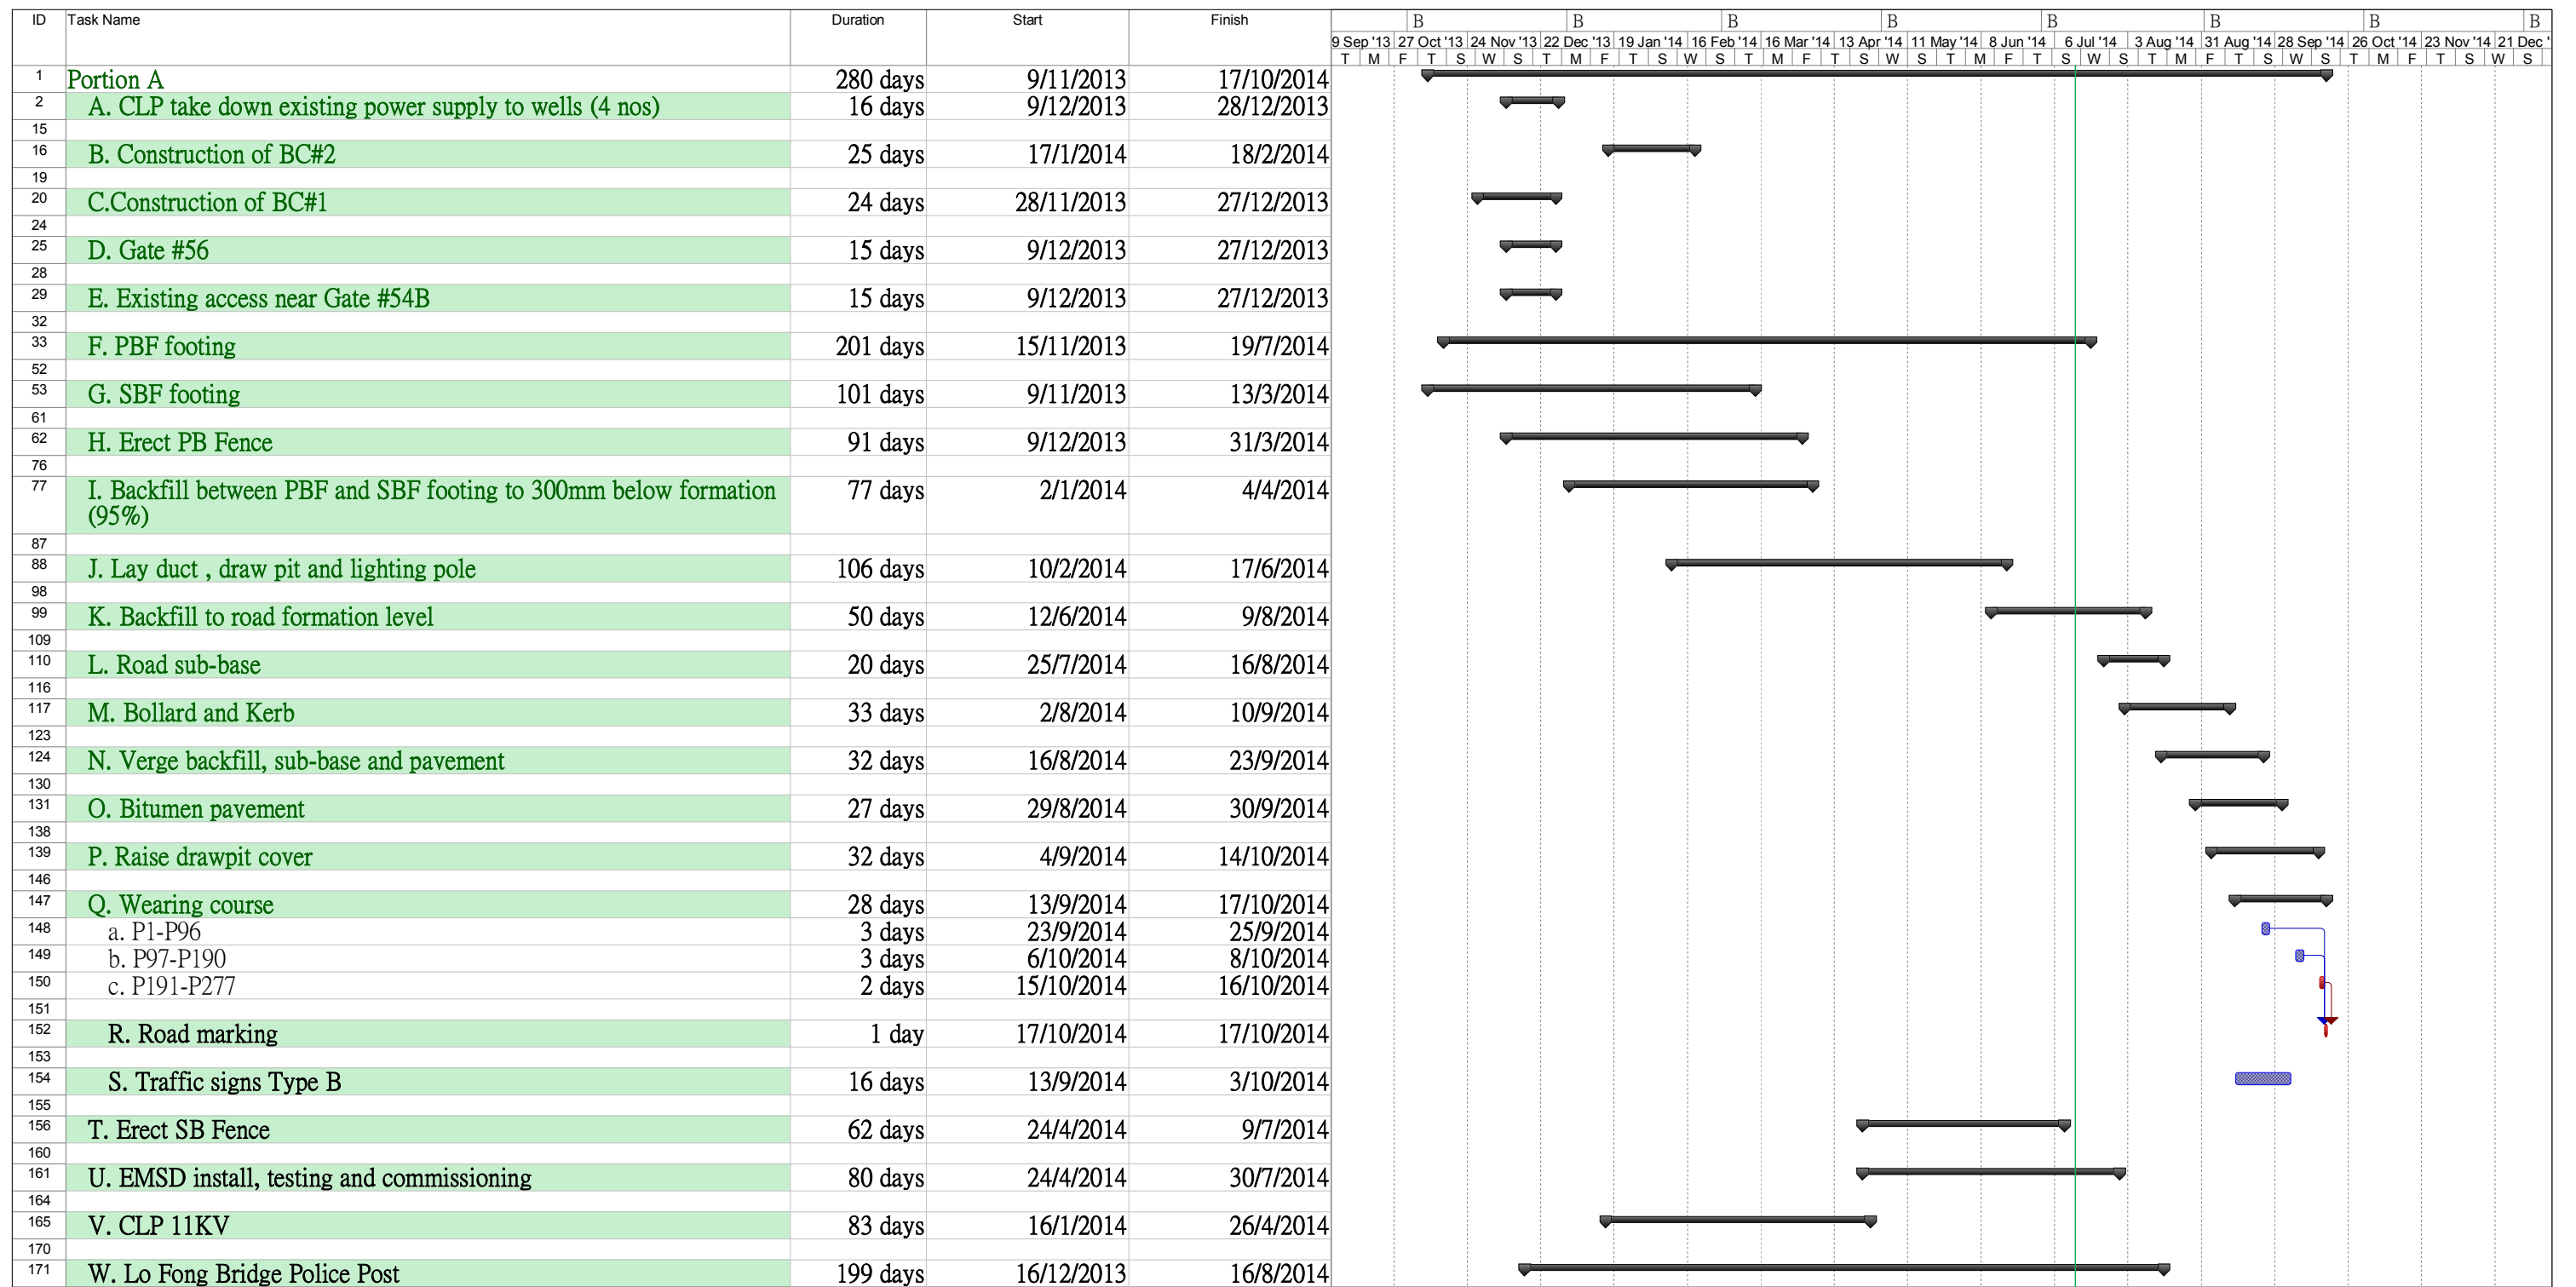 ID Task Name Duration Start Finish B B B B B B B B
9 Sep '13 27 Oct '13 24 Nov '13 22 Dec '13 19 Jan '14 16 Feb '14 16 Mar '14 13 Apr '14 11 May '14 8 Jun '14 6 Jul '14 3 Aug '14 31 Aug '14 28 Sep '14 26 Oct '14 23 Nov '14 21 Dec '
T M F T S W S T M F T S W S T M F T S W S T M F T S W S T M F T S W S T M F T S W S
1 Portion A 280 days 9/11/2013 17/10/2014
2 A. CLP take down existing power supply to wells (4 nos) 16 days 9/12/2013 28/12/2013
15
16 B. Construction of BC#2 25 days 17/1/2014 18/2/2014
19
20 C.Construction of BC#1 24 days 28/11/2013 27/12/2013
24
25 D. Gate #56 15 days 9/12/2013 27/12/2013
28
29 E. Existing access near Gate #54B 15 days 9/12/2013 27/12/2013
32
33 F. PBF footing 201 days 15/11/2013 19/7/2014
52
53 G. SBF footing 101 days 9/11/2013 13/3/2014
61
62 H. Erect PB Fence 91 days 9/12/2013 31/3/2014
76
77 I. Backfill between PBF and SBF footing to 300mm below formation 77 days 2/1/2014 4/4/2014
(95%)
87
88 J. Lay duct , draw pit and lighting pole 106 days 10/2/2014 17/6/2014
98
99 K. Backfill to road formation level 50 days 12/6/2014 9/8/2014
109
110 L. Road sub-base 20 days 25/7/2014 16/8/2014
116
117 M. Bollard and Kerb 33 days 2/8/2014 10/9/2014
123
124 N. Verge backfill, sub-base and pavement 32 days 16/8/2014 23/9/2014
130
131 O. Bitumen pavement 27 days 29/8/2014 30/9/2014
138
139 P. Raise drawpit cover 32 days 4/9/2014 14/10/2014
146
147 Q. Wearing course 28 days 13/9/2014 17/10/2014
148 a. P1-P96 3 days 23/9/2014 25/9/2014
149 b. P97-P190 3 days 6/10/2014 8/10/2014
150 c. P191-P277 2 days 15/10/2014 16/10/2014
151
152 R. Road marking 1 day 17/10/2014 17/10/2014
153
154 S. Traffic signs Type B 16 days 13/9/2014 3/10/2014
155
156 T. Erect SB Fence 62 days 24/4/2014 9/7/2014
160
161 U. EMSD install, testing and commissioning 80 days 24/4/2014 30/7/2014
164
165 V. CLP 11KV 83 days 16/1/2014 26/4/2014
170
171 W. Lo Fong Bridge Police Post 199 days 16/12/2013 16/8/2014